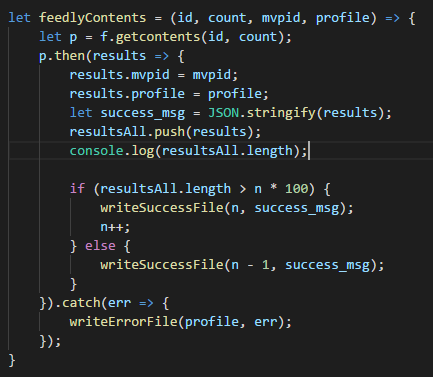 let feedlyContents = (id, count, mvpid, profile) => {
    let p = f.getcontents(id, count);
    p.then(results => {
        results.mvpid = mvpid;
        results.profile = profile;
        let success_msg = JSON.stringify(results);
        resultsAll.push(results);
        console.log(resultsAll.length);

        if (resultsAll.length > n * 100) {
            writeSuccessFile(n, success_msg);
            n++;
        } else {
            writeSuccessFile(n - 1, success_msg);
        }
    }).catch(err => {
        writeErrorFile(profile, err);
    });
}